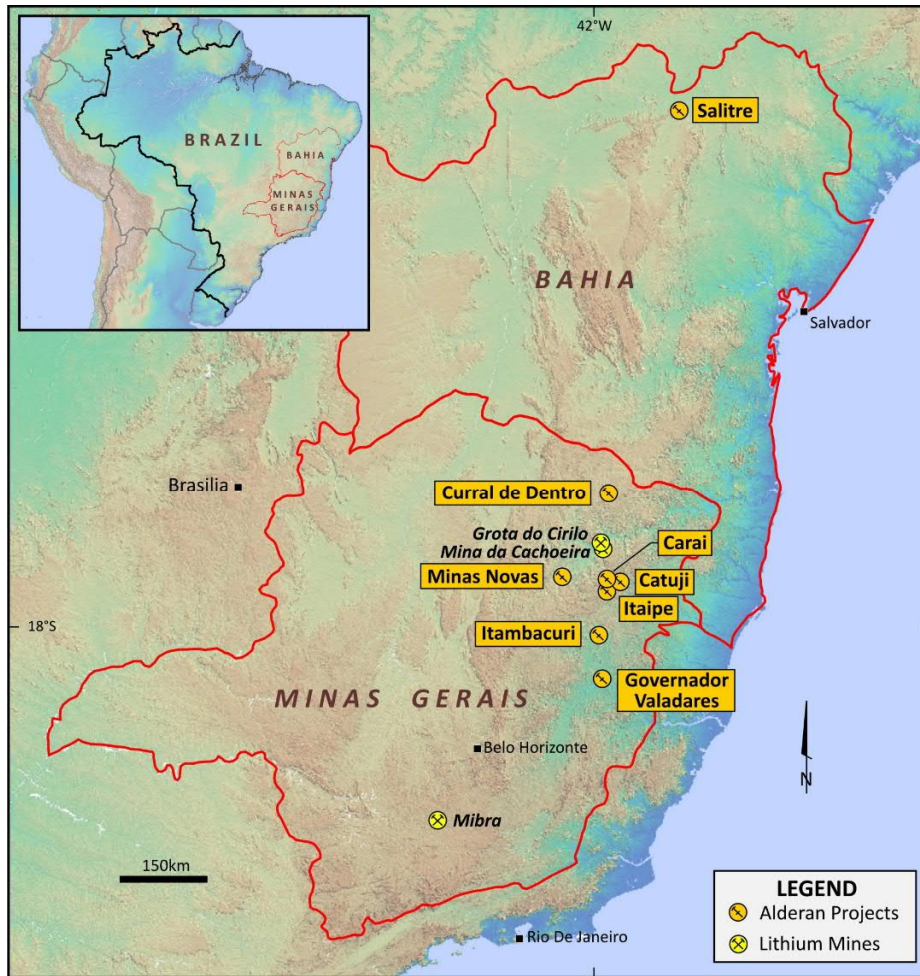 42°W
BRAZIL
BAHIA
MINAS
GERAIS
Salitre
BAHIA
Salvador
Brasilia
Curral de Dentro
Grota do Cirilo
Mina da Cachoeira
Carai
Minas Novas
Catuji
Itaipe
18°S
Itambacuri
Governador
Valadares
MINAS GERAIS
Belo Horizonte
N
Mibra
150km
LEGEND
Alderan Projects
Lithium Mines
Rio De Janeiro